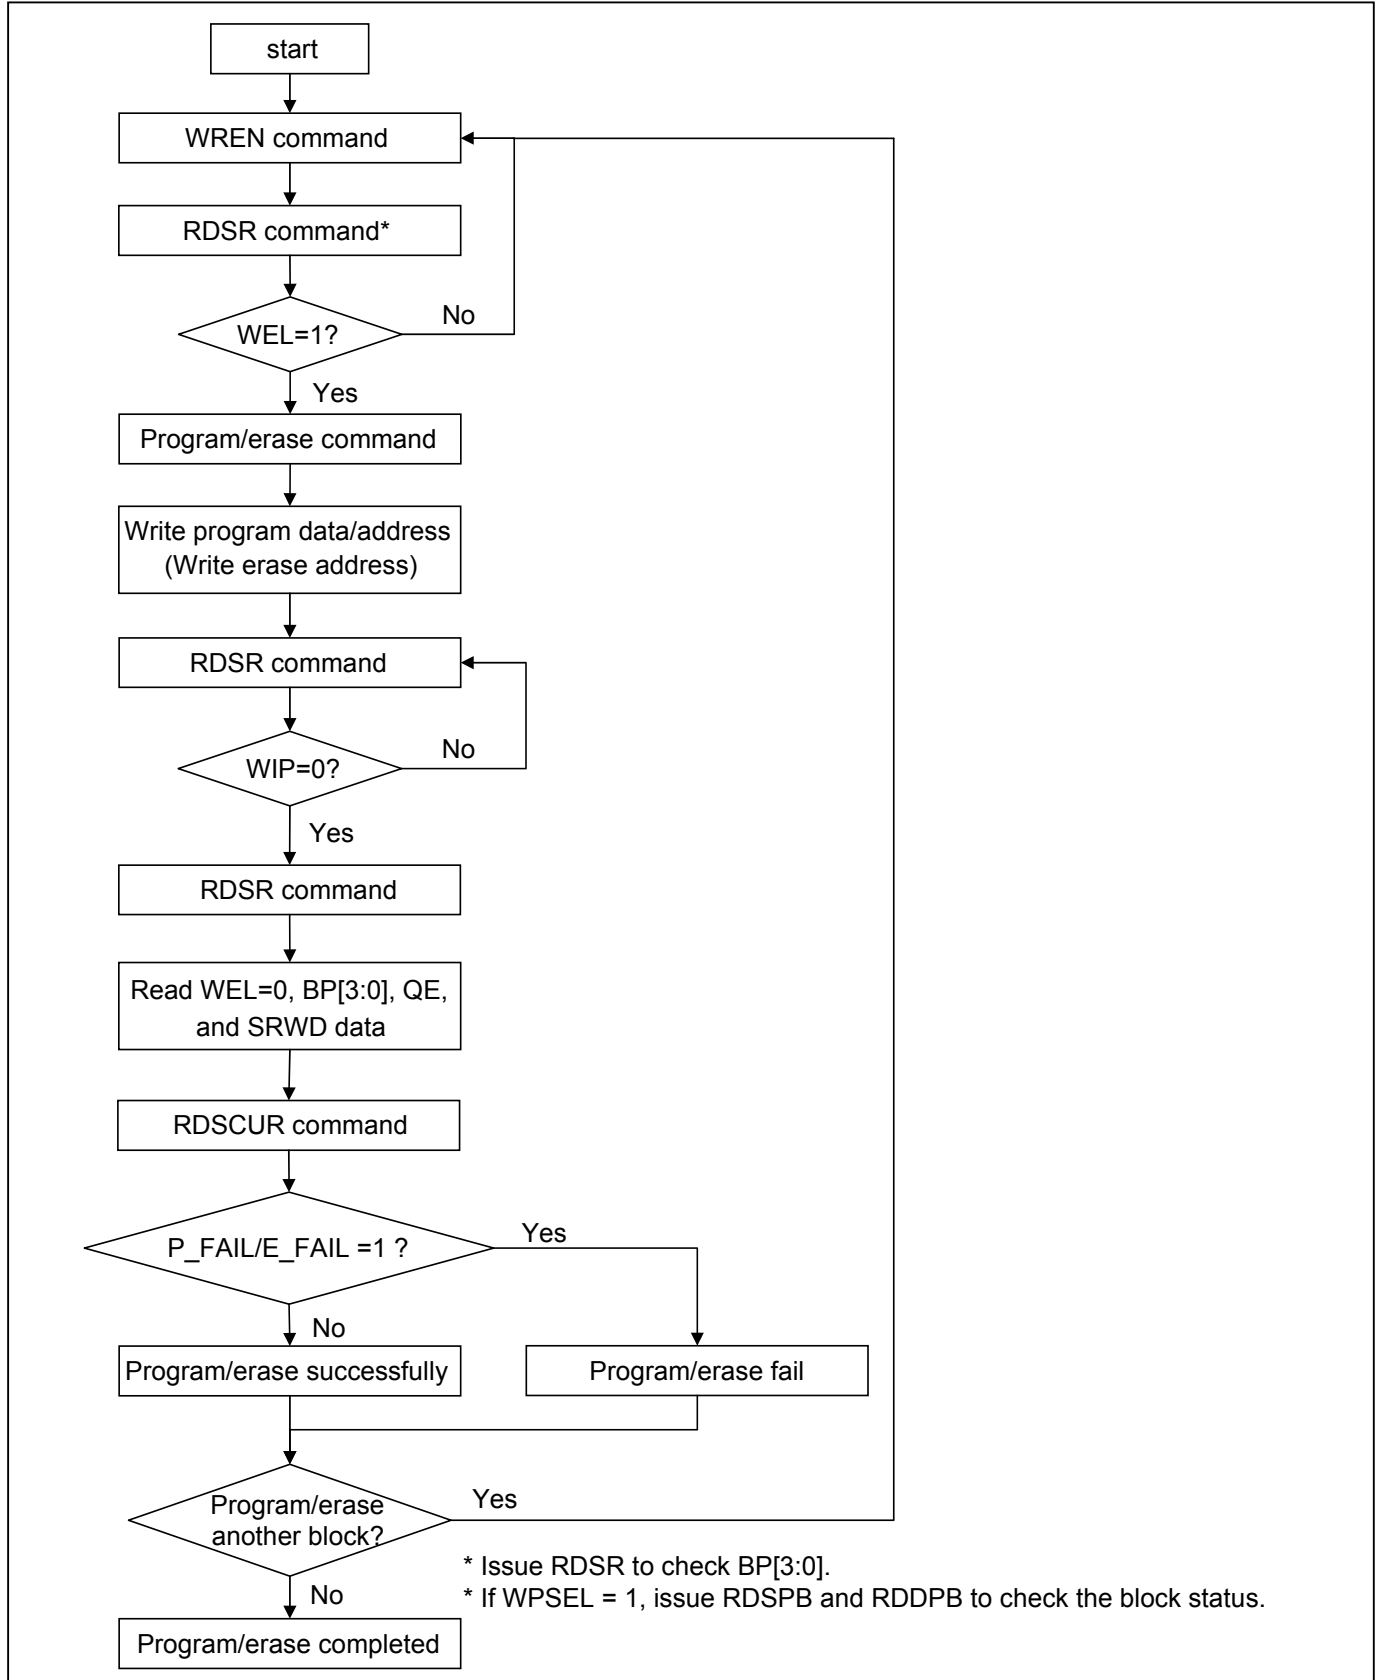 start
WREN command
RDSR command*
WEL=1?
No
Yes
Program/erase command
Write program data/address
(Write erase address)
RDSR command
WIP=0?
No
Yes
RDSR command
Read WEL=0, BP[3:0], QE,
and SRWD data
RDSCUR command
P_FAIL/E_FAIL =1 ?
Yes
No
Program/erase successfully
Program/erase fail
Program/erase
another block?
Yes
* Issue RDSR to check BP[3:0].
* If WPSEL = 1, issue RDSPB and RDDPB to check the block status.
No
Program/erase completed